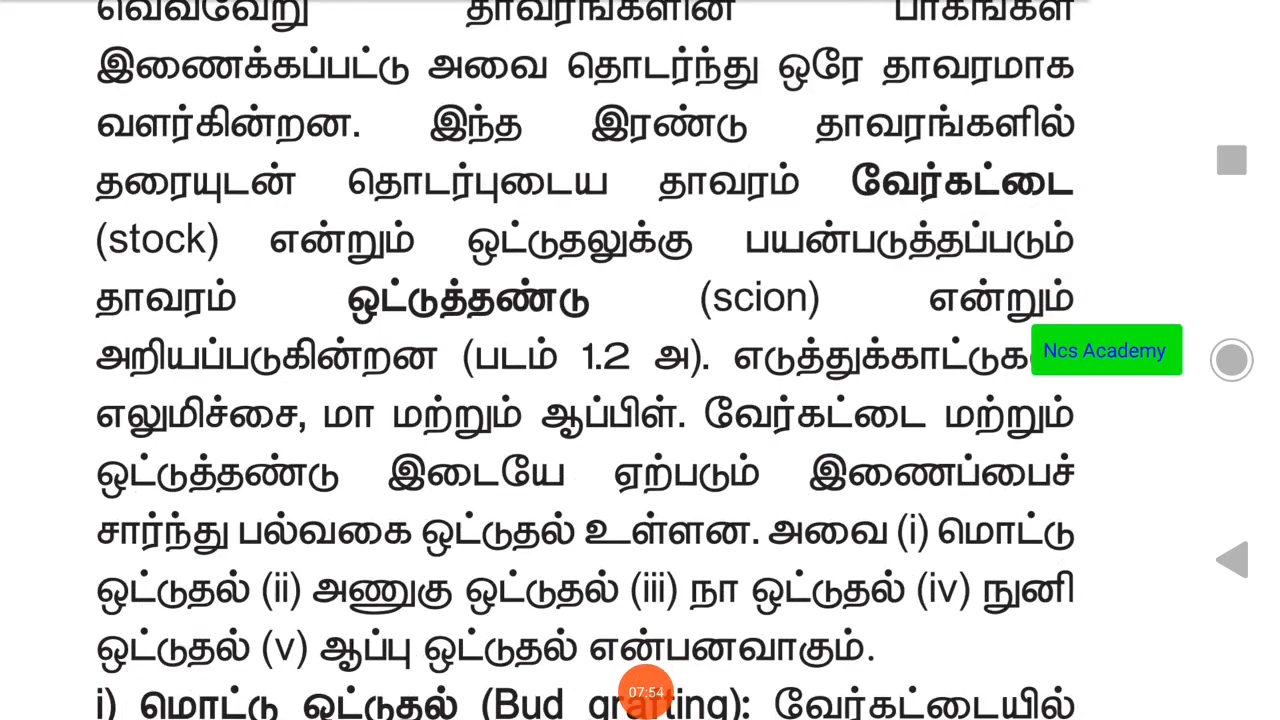 வெவ்வேறு தாவரங்களின் பாகங்கள்
இணைக்கப்பட்டு அவை தொடர்ந்து ஒரே தாவரமாக
வளர்கின்றன. இந்த இரண்டு தாவரங்களில்
தரையுடன் தொடர்புடைய தாவரம் வேர்கட்டை
(stock) என்றும் ஒட்டுதலுக்கு பயன்படுத்தப்படும்
தாவரம் ஒட்டுத்தண்டு (scion) என்றும்
அறியப்படுகின்றன (படம் 1.2 அ).
Ncs Academy
எலுமிச்சை, மா மற்றும் ஆப்பிள். வேர்கட்டை மற்றும்
ஒட்டுத்தண்டு இடையே ஏற்படும் இணைப்பைச்
சார்ந்து பல்வகை ஒட்டுதல் உள்ளன. அவை (i) மொட்டு
ஒட்டுதல் (ii) அணுகு ஒட்டுதல் (iii) நா ஒட்டுதல் (iv) நுனி
ஒட்டுதல் (v) ஆப்பு ஒட்டுதல் என்பனவாகும்.
07:54
i) மொட்டு ஒட்டுதல் (Bud grafting): வேர்கட்டையில்